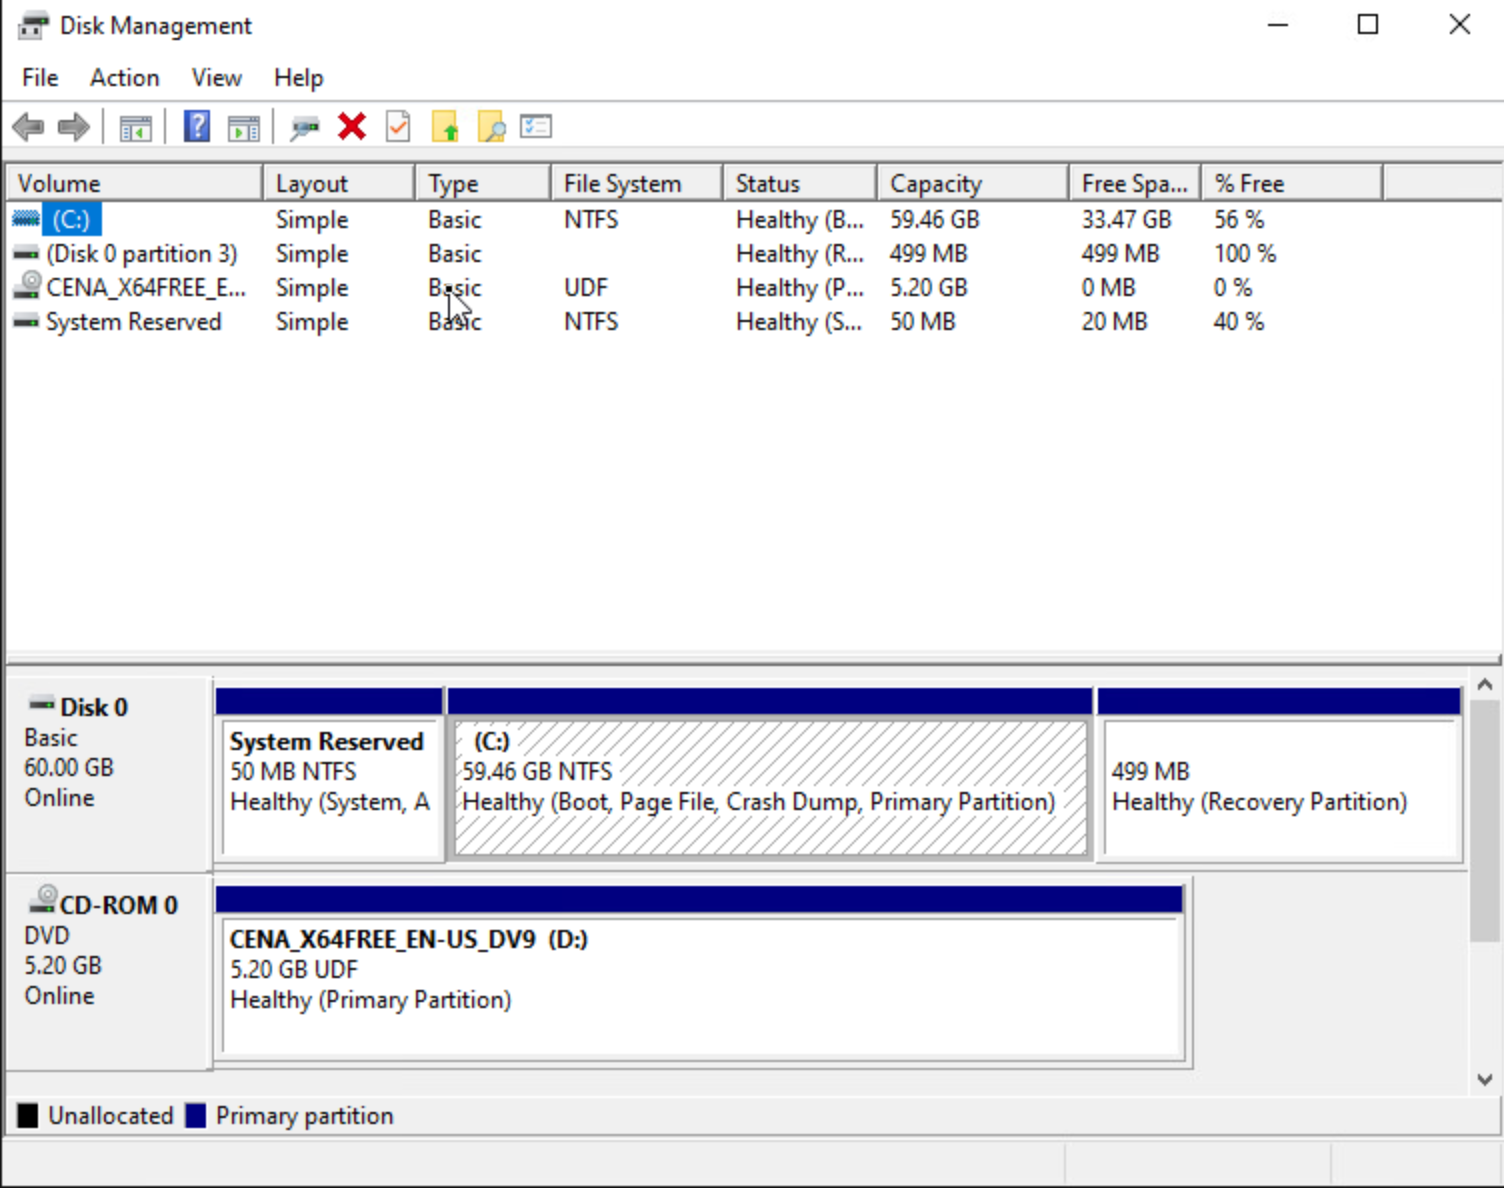 Disk Management
File Action View Help
Volume Layout Type File System Status Capacity Free Spa... % Free
(C:) Simple Basic NTFS Healthy (B... 59.46 GB 33.47 GB 56 %
(Disk 0 partition 3) Simple Basic Healthy (R... 499 MB 499 MB 100 %
CENA_X64FREE_E... Simple Basic UDF Healthy (P... 5.20 GB 0 MB 0 %
System Reserved Simple Basic NTFS Healthy (S... 50 MB 20 MB 40 %
Disk 0
Basic
60.00 GB
Online
System Reserved
50 MB NTFS
Healthy (System, A
(C:)
59.46 GB NTFS
Healthy (Boot, Page File, Crash Dump, Primary Partition)
499 MB
Healthy (Recovery Partition)
CD-ROM 0
DVD
5.20 GB
Online
CENA_X64FREE_EN-US_DV9 (D:)
5.20 GB UDF
Healthy (Primary Partition)
Unallocated Primary partition